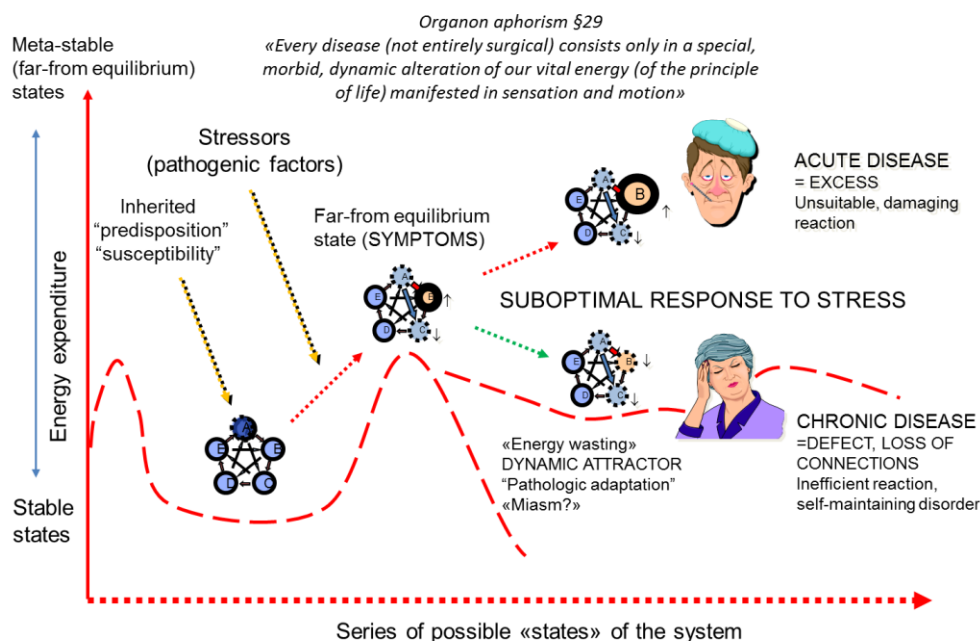 Organon aphorism §29
«Every disease (not entirely surgical) consists only in a special,
morbid, dynamic alteration of our vital energy (of the principle
of life) manifested in sensation and motion»
Meta-stable
(far-from equilibrium)
states
Energy expenditure
Stable
states
Stressors
(pathogenic factors)
Inherited
"predisposition"
"susceptibility"
Far-from equilibrium
state (SYMPTOMS)
A
E
B
D
C
A
E
B
↑
D
C
↓
A
E
B
↑
D
C
↓
ACUTE DISEASE
= EXCESS
Unsuitable, damaging
reaction
SUBOPTIMAL RESPONSE TO STRESS
A
E
B
↓
D
C
↓
«Energy wasting»
DYNAMIC ATTRACTOR
"Pathologic adaptation"
«Miasm?»
CHRONIC DISEASE
=DEFECT, LOSS OF
CONNECTIONS
Inefficient reaction,
self-maintaining disorder
Series of possible «states» of the system